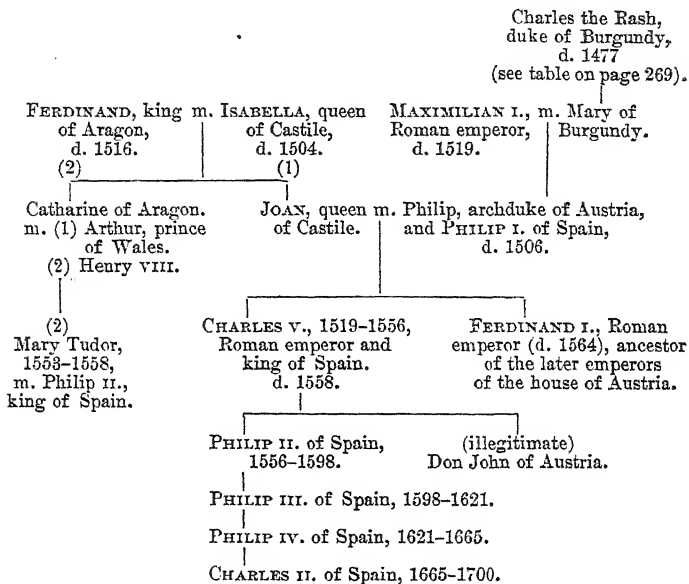 Charles the Rash,
duke of Burgundy,
d. 1477
(see table on page 269).
FERDINAND, king m. ISABELLA, queen
of Aragon, of Castile,
d. 1516. d. 1504.
(2) (1)
MAXIMILIAN I., m. Mary of
Roman emperor, Burgundy.
d. 1519.
Catharine of Aragon.
m. (1) Arthur, prince
of Wales.
(2) Henry VIII.
JOAN, queen m. Philip, archduke of Austria,
of Castile. and PHILIP I. of Spain,
d. 1506.
(2)
Mary Tudor,
1553-1558,
m. Philip II.,
king of Spain.
CHARLES V., 1519-1556,
Roman emperor and
king of Spain.
d. 1558.
FERDINAND I., Roman
emperor (d. 1564), ancestor
of the later emperors
of the house of Austria.
PHILIP II. of Spain,
1556-1598.
(illegitimate)
Don John of Austria.
PHILIP III. of Spain, 1598-1621.
PHILIP IV. of Spain, 1621-1665.
CHARLES II. of Spain, 1665-1700.